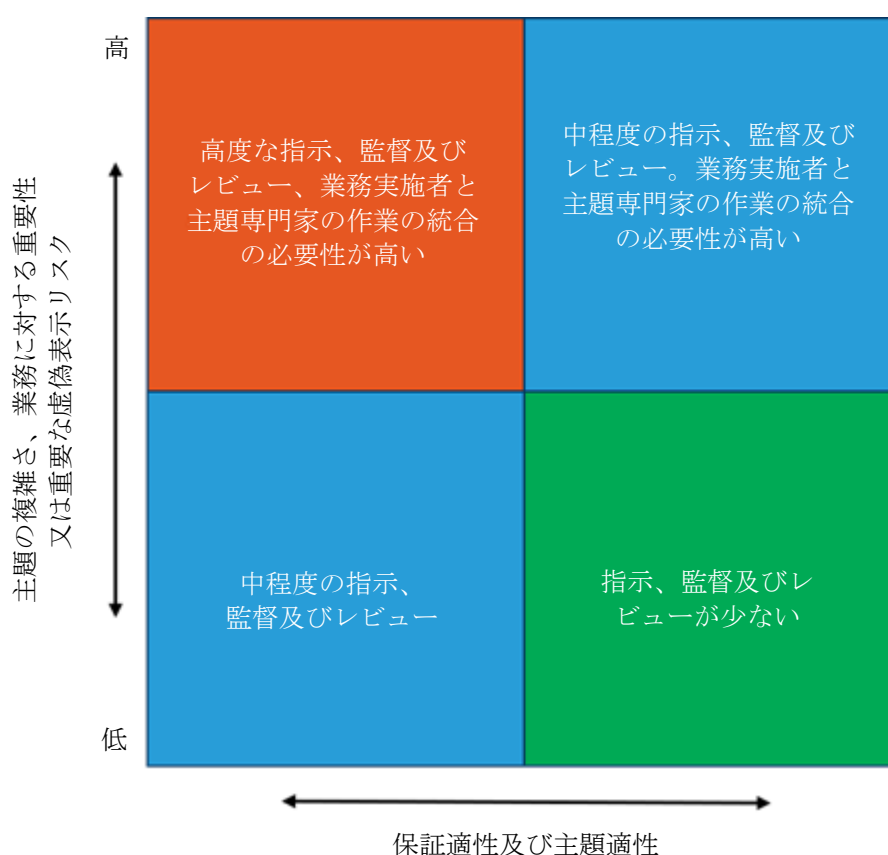 高
高度な指示、監督及び
レビュー、業務実施者と
主題専門家の作業の統合
の必要性が高い
中程度の指示、監督及び
レビュー。業務実施者と
主題専門家の作業の統合
の必要性が高い
主題の複雑さ、業務に対する重要性
又は重要な虚偽表示リスク
中程度の指示、
監督及びレビュー
指示、監督及びレ
ビューが少ない
低
保証適性及び主題適性